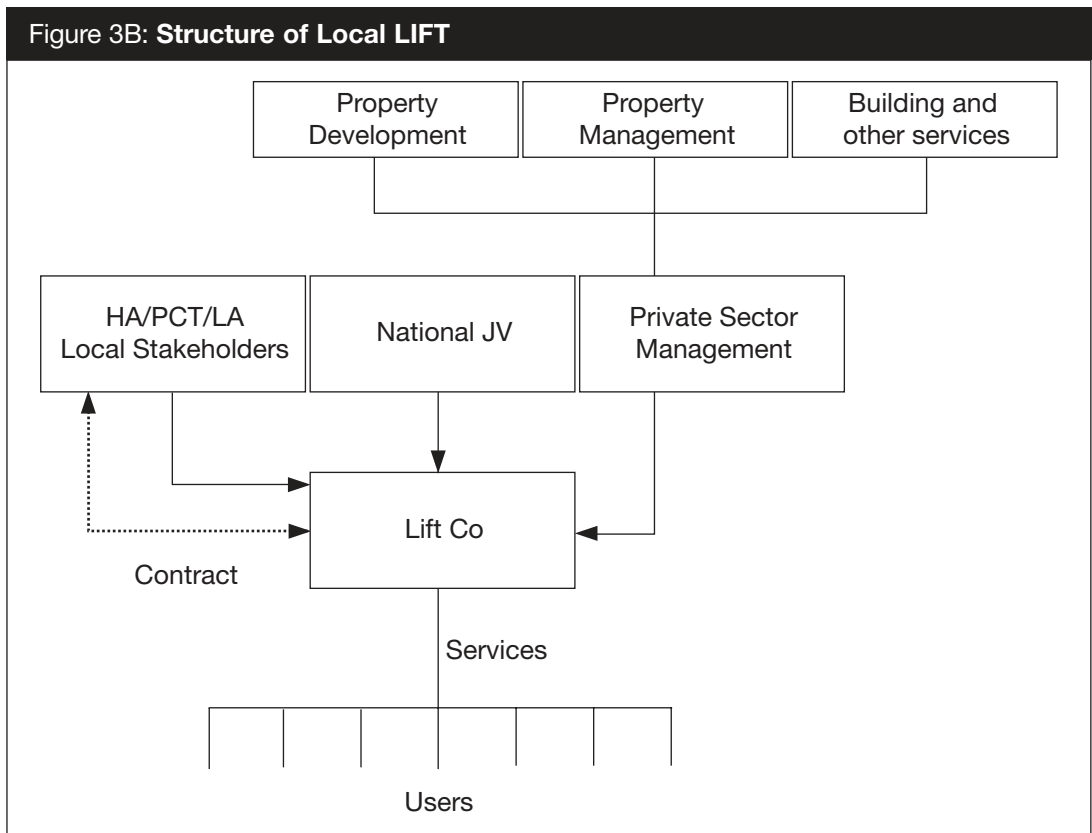 Figure 3B: Structure of Local LIFT
Property
Development
Property
Management
Building and
other services
HA/PCT/LA
Local Stakeholders
National JV
Private Sector
Management
Lift Co
Contract
Services
Users